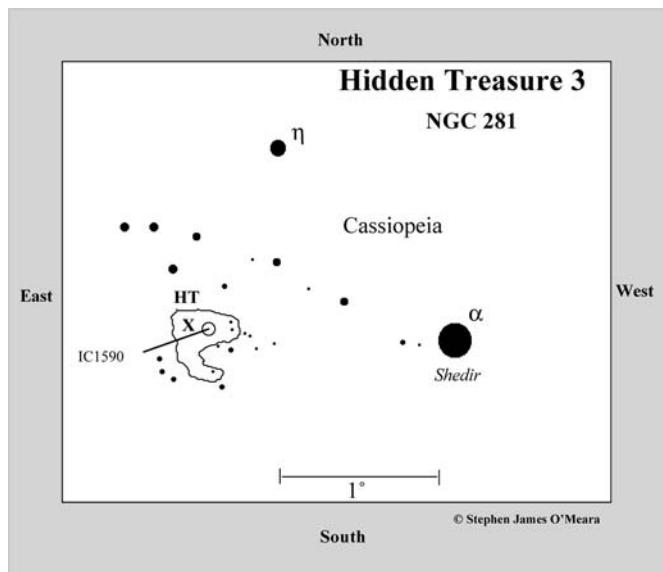 North
Hidden Treasure 3
NGC 281
η
Cassiopeia
East
West
HT
X
α
IC1590
Shedir
1°
© Stephen James O'Meara
South